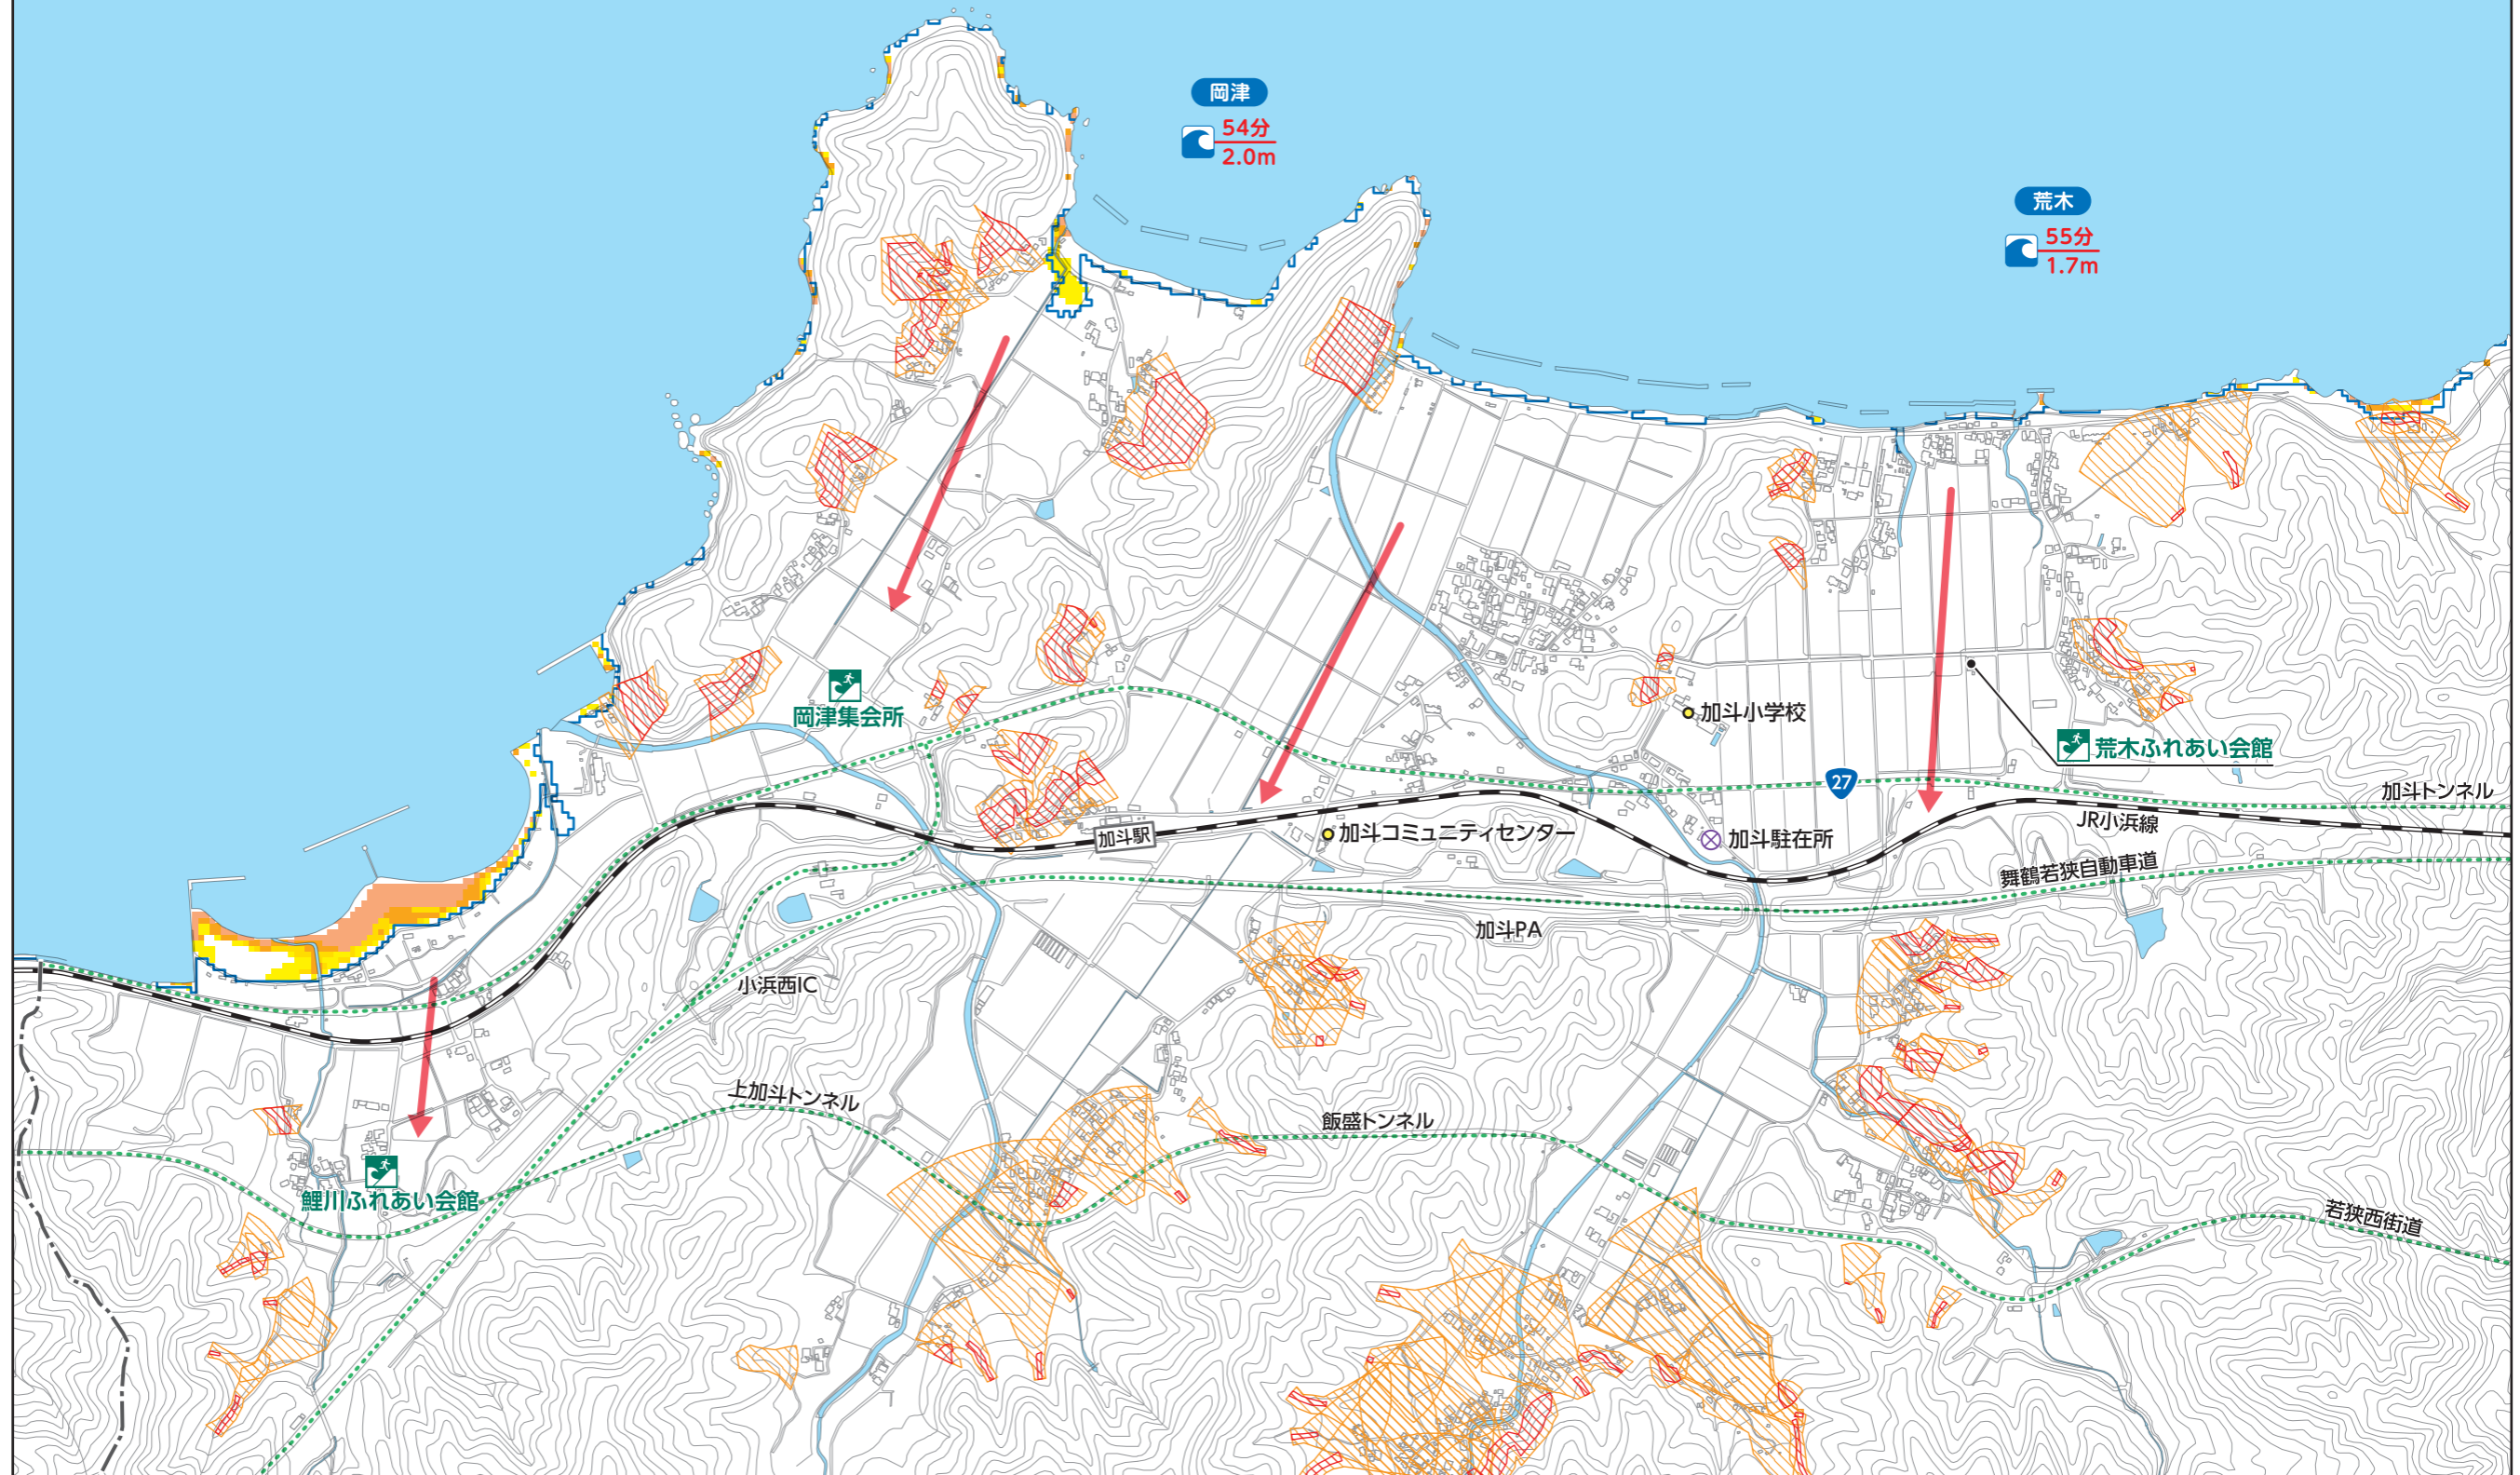 岡津
54分
2.0m
荒木
55分
1.7m
岡津集会所
加斗小学校
荒木ふれあい会館
27
加斗トンネル
JR小浜線
加斗駅
加斗コミュニティセンター
加斗駐在所
舞鶴若狭自動車道
加斗PA
小浜西IC
上加斗トンネル
飯盛トンネル
鯉川ふれあい会館
若狭西街道